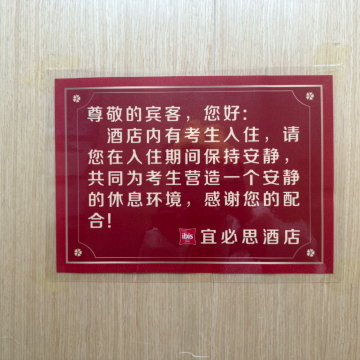 尊敬的宾客，您好：
酒店内有考生入住，请
您在入住期间保持安静，
共同为考生营造一个安静
的休息环境，感谢您的配
合！
ibis 宜必思酒店